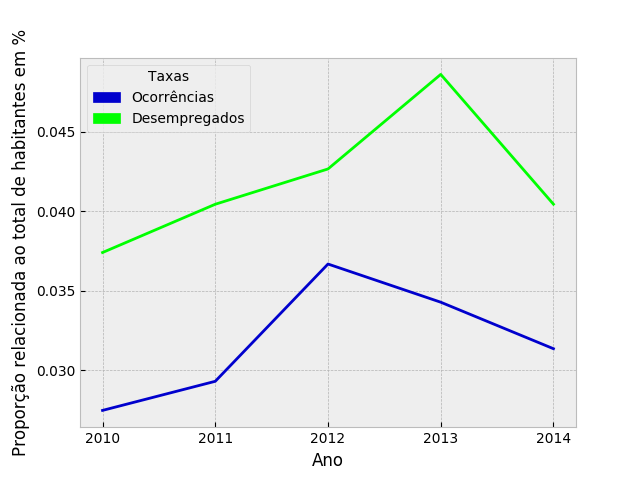 Proporção relacionada ao total de habitantes em %
Taxas
Ocorrências
Desempregados
0.045
0.040
0.035
0.030
2010 2011 2012 2013 2014
Ano